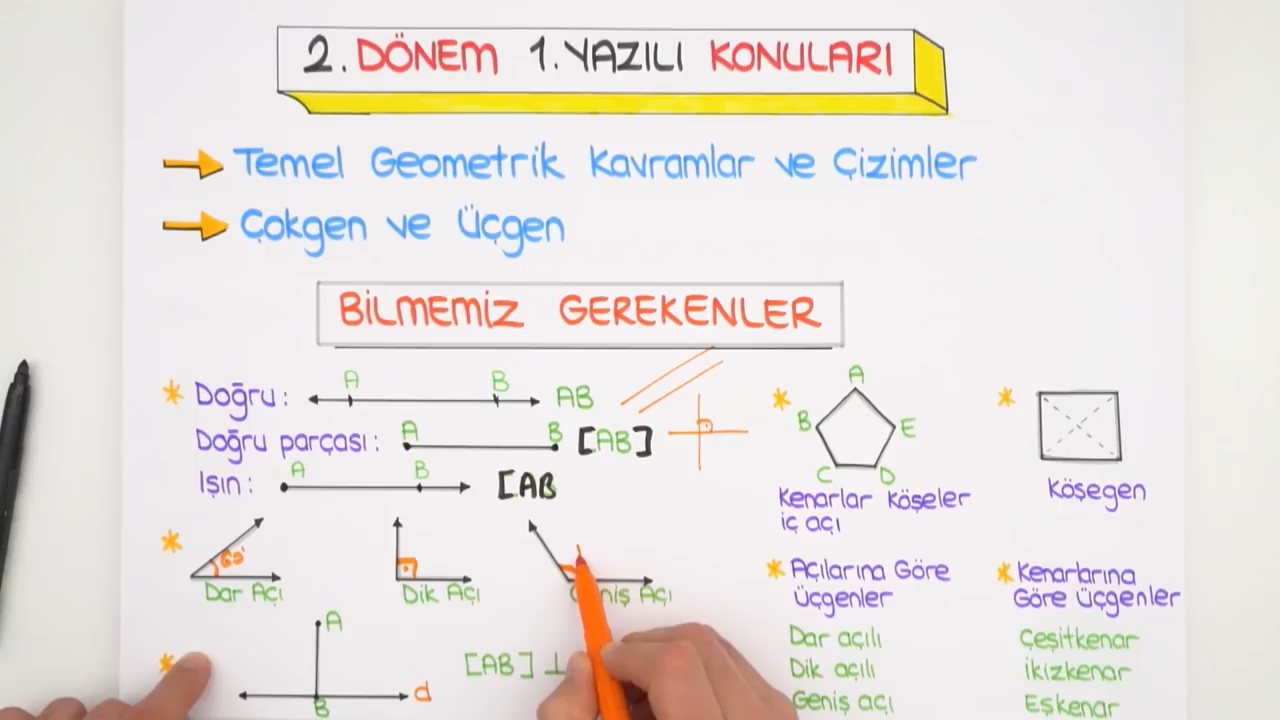 2. DÖNEM 1. YAZILI KONULARI
Temel Geometrik Kavramlar ve Çizimler
Çokgen ve Üçgen
BİLMEMİZ GEREKENLER
* Doğru: A B AB
Doğru parçası: A B [AB]
Işın: A B [AB
* Dar Açı
Dik Açı
Açı
* A B d
[AB] ⊥
* A B C D E
Kenarlar Köşeler
iç açı
* Köşegen
* Açılarına Göre
Üçgenler
Dar açılı
Dik açılı
Geniş açı
* Kenarlarına
Göre Üçgenler
Çeşitkenar
İkizkenar
Eşkenar